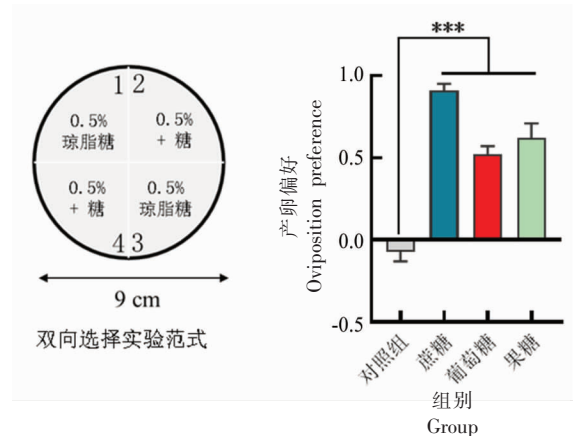 1 2
0.5%
琼脂糖
0.5%
+ 糖
0.5%
+ 糖
0.5%
琼脂糖
4 3
9 cm
双向选择实验范式
***
产卵偏好
Oviposition preference
1.0
0.5
0.0
-0.5
对照组
蔗糖
葡萄糖
果糖
组别
Group